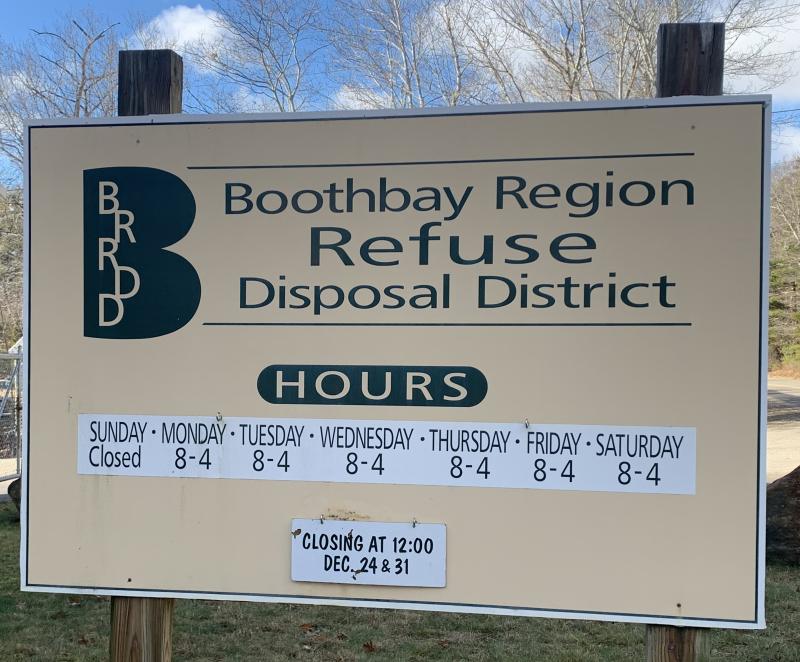 BRRDD
Boothbay Region
Refuse
Disposal District
HOURS
SUNDAY · MONDAY · TUESDAY · WEDNESDAY · THURSDAY · FRIDAY · SATURDAY
Closed 8-4 8-4 8-4 8-4 8-4 8-4
CLOSING AT 12:00
DEC. 24 & 31